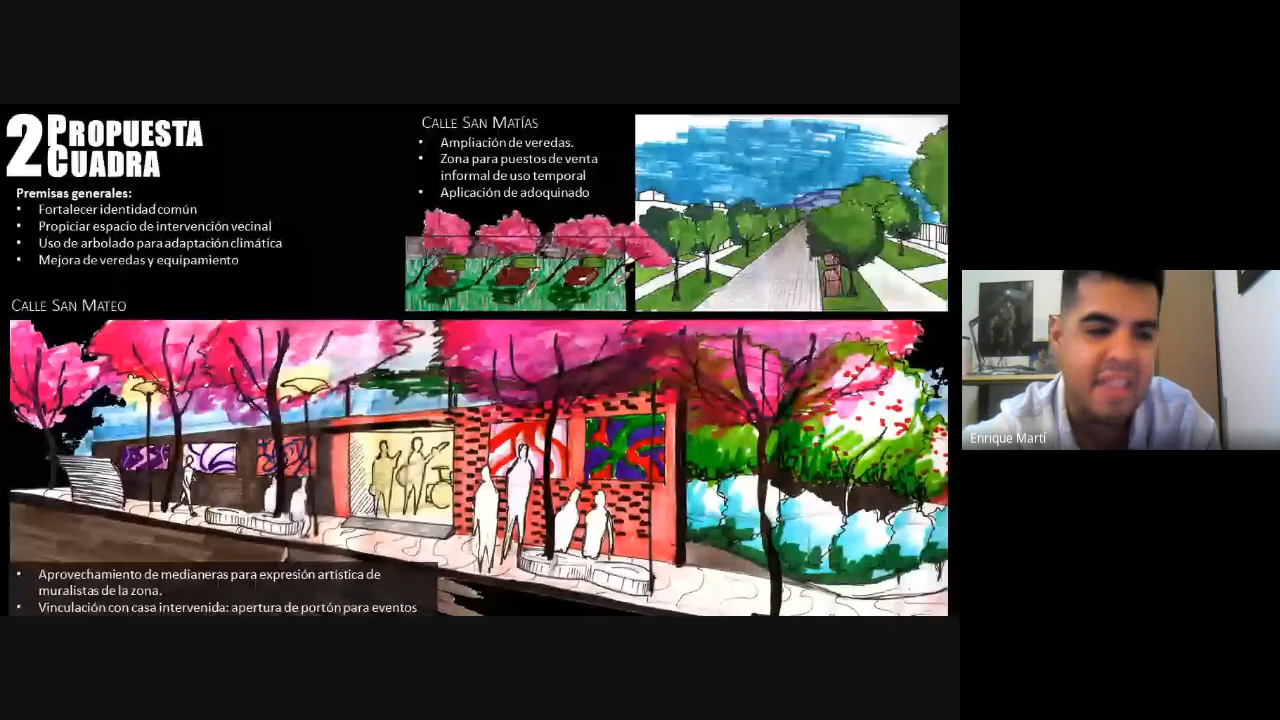 2 PROPUESTA
CUADRA
Premisas generales:
• Fortalecer identidad común
• Propiciar espacio de intervención vecinal
• Uso de arbolado para adaptación climática
• Mejora de veredas y equipamiento
CALLE SAN MATÍAS
• Ampliación de veredas.
• Zona para puestos de venta
informal de uso temporal
• Aplicación de adoquinado
CALLE SAN MATEO
• Aprovechamiento de medianeras para expresión artística de
muralistas de la zona.
• Vinculación con casa intervenida: apertura de portón para eventos
Enrique Martí